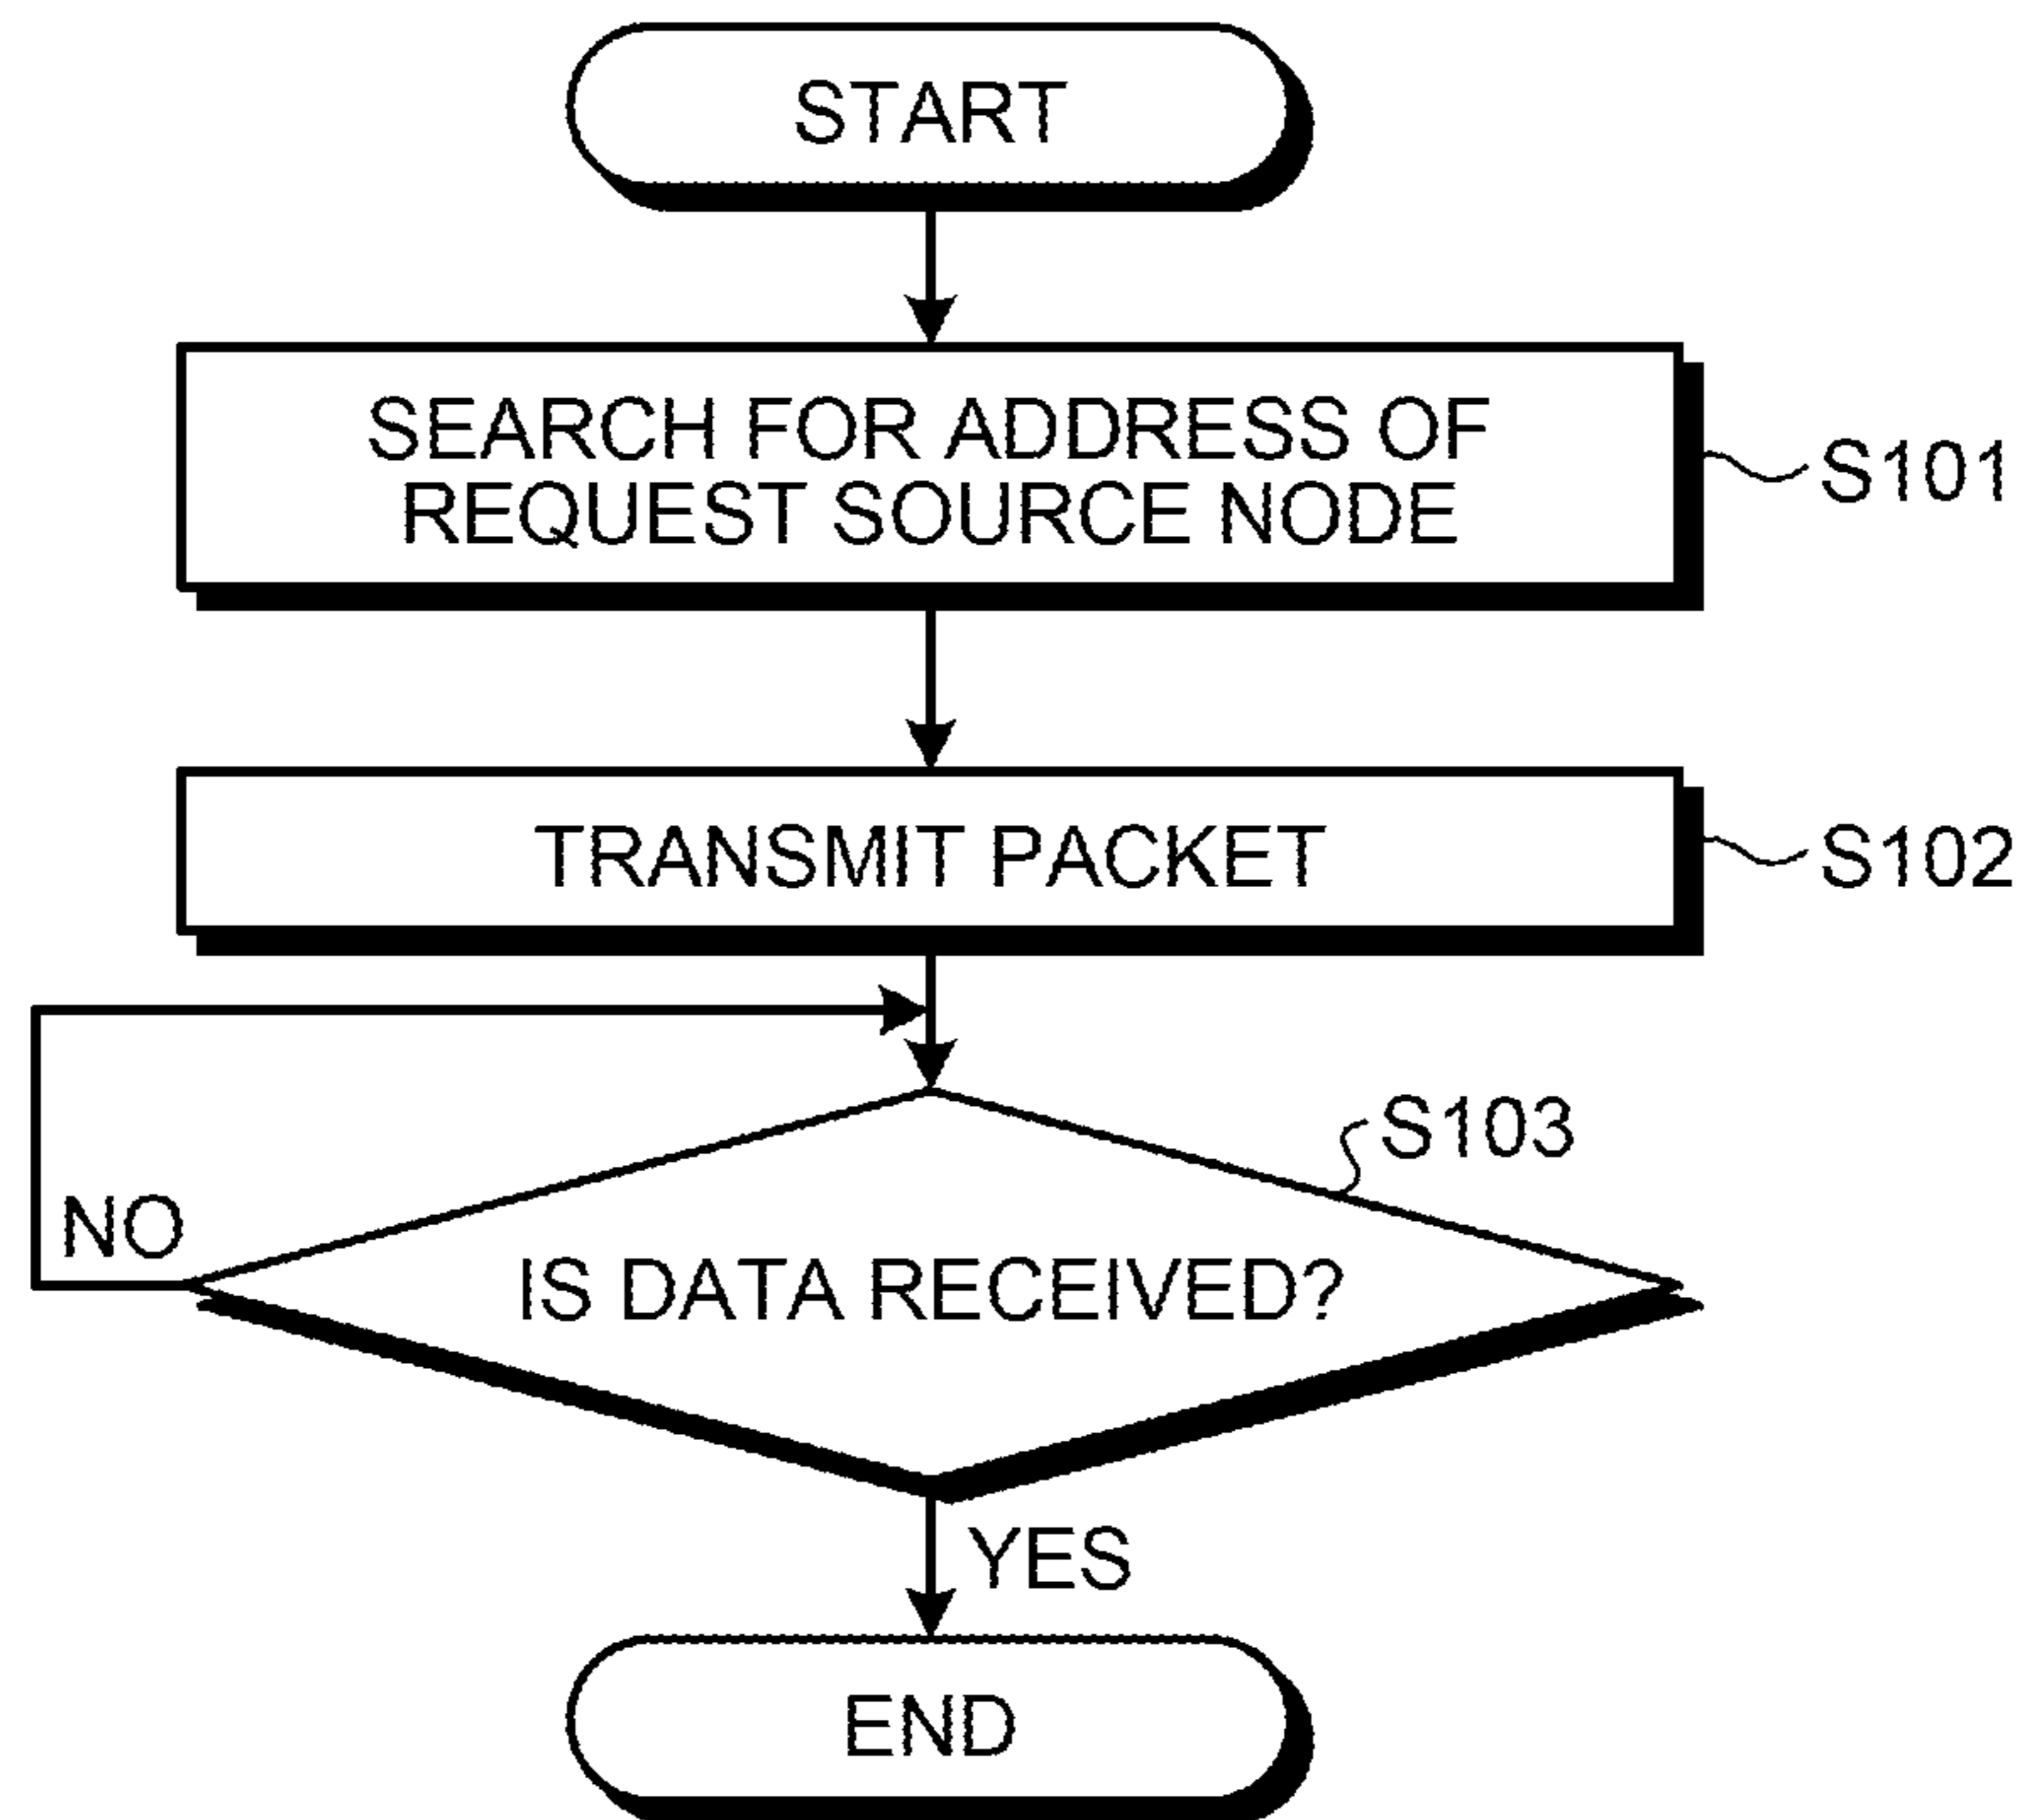 START
SEARCH FOR ADDRESS OF
REQUEST SOURCE NODE
S101
TRANSMIT PACKET
S102
S103
NO
IS DATA RECEIVED?
YES
END